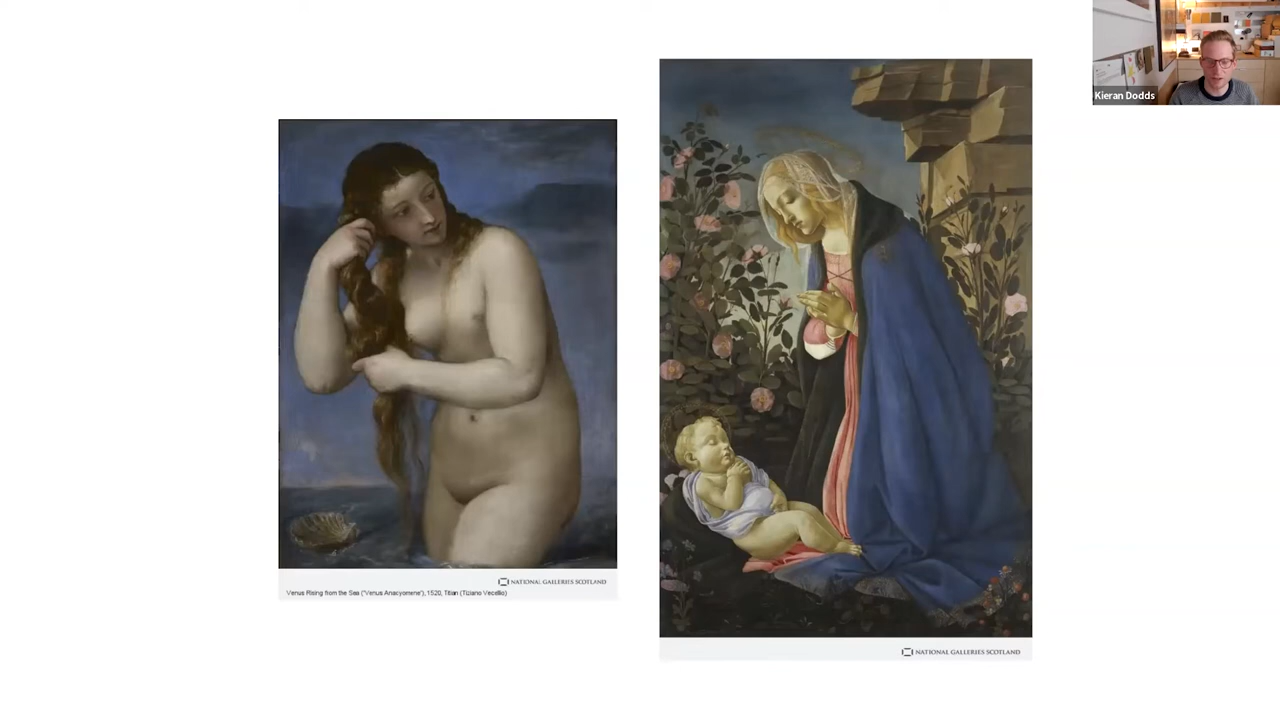 Kieran Dodds
NATIONAL GALLERIES SCOTLAND
Venus Rising from the Sea ('Venus Anadyomene'), 1520, Titian (Tiziano Vecellio)
NATIONAL GALLERIES SCOTLAND